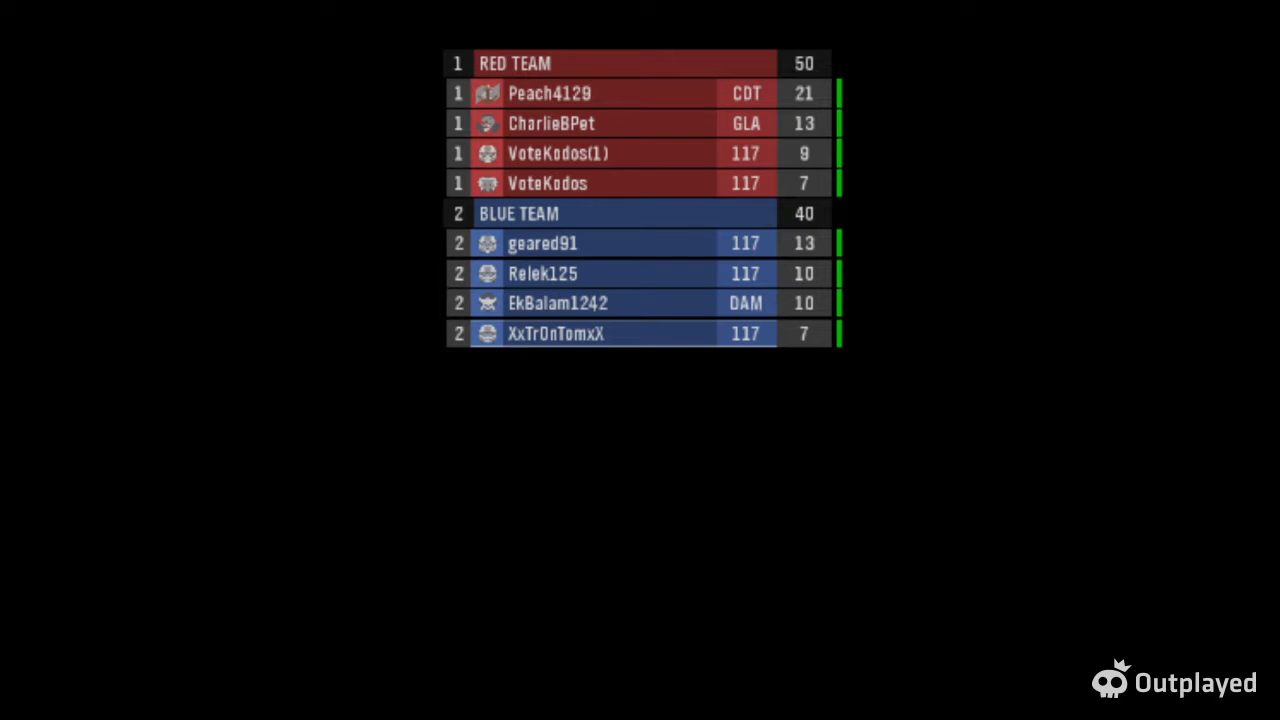 1 RED TEAM 50
1 Peach4129 CDT 21
1 CharlieBPet GLA 13
1 VoteKodos(1) 117 9
1 VoteKodos 117 7
2 BLUE TEAM 40
2 geared91 117 13
2 Relek125 117 10
2 EkBalam1242 DAM 10
2 XxTr0nTomxX 117 7
Outplayed